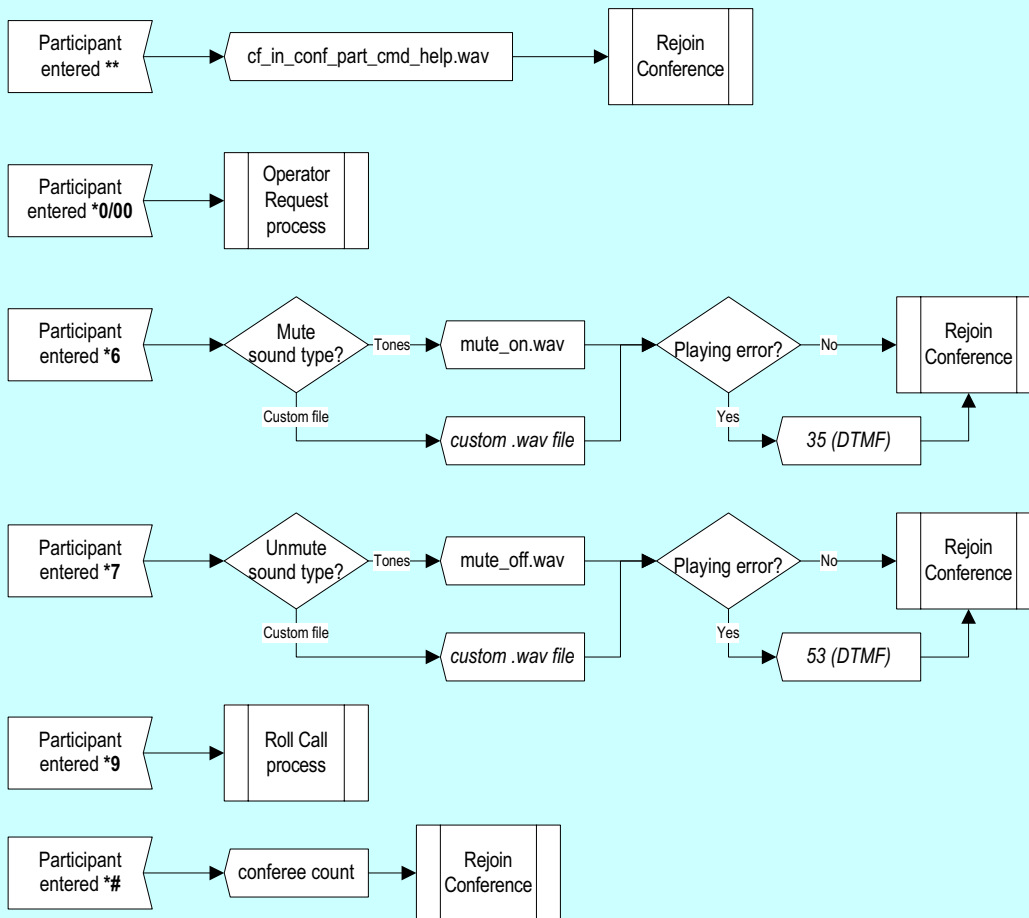 Participant
entered **
cf_in_conf_part_cmd_help.wav
Rejoin
Conference
Participant
entered *0/00
Operator
Request
process
Participant
entered *6
Mute
sound type?
Tones
mute_on.wav
Custom file
custom .wav file
Playing error?
No
Yes
35 (DTMF)
Rejoin
Conference
Participant
entered *7
Unmute
sound type?
Tones
mute_off.wav
Custom file
custom .wav file
Playing error?
No
Yes
53 (DTMF)
Rejoin
Conference
Participant
entered *9
Roll Call
process
Participant
entered *#
conferee count
Rejoin
Conference